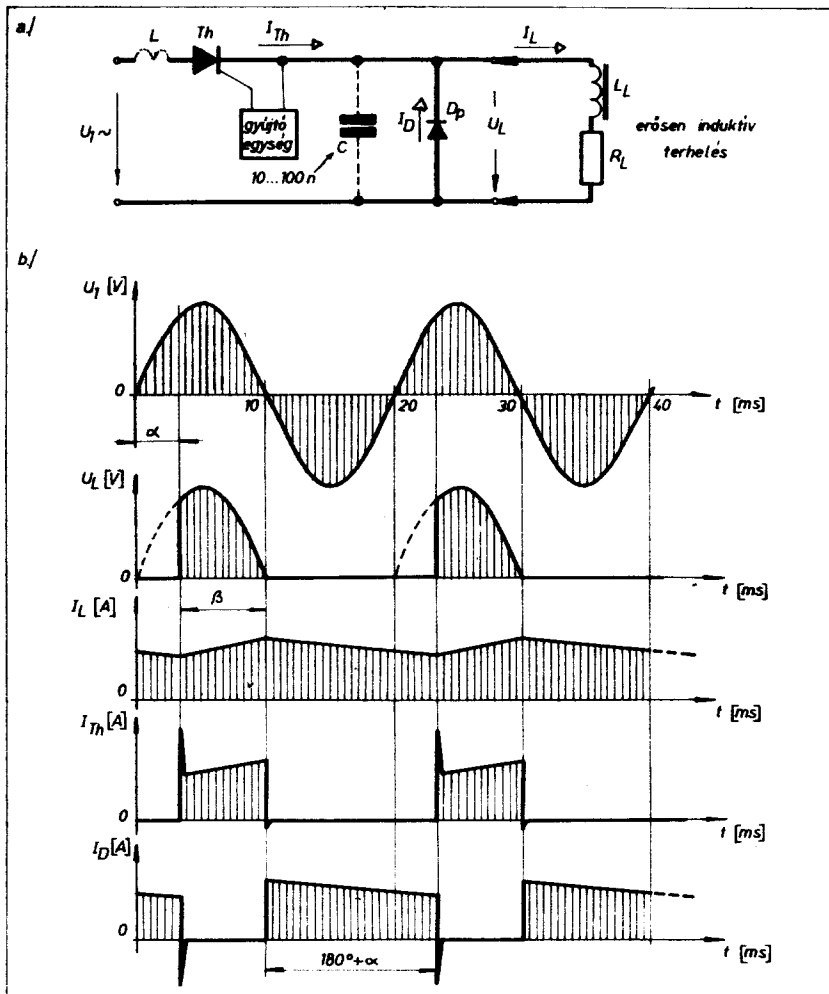 a./
L Th I_Th I_L
U_1~
gyújtó
egység
C
10...100n
I_D D_p U_L
L_L
R_L
erősen induktív
terhelés
b./
U_1 [V]
0 10 20 30 40 t [ms]
α
U_L [V]
0 t [ms]
β
I_L [A]
0 t [ms]
I_Th [A]
0 t [ms]
I_D [A]
0 t [ms]
180°+α